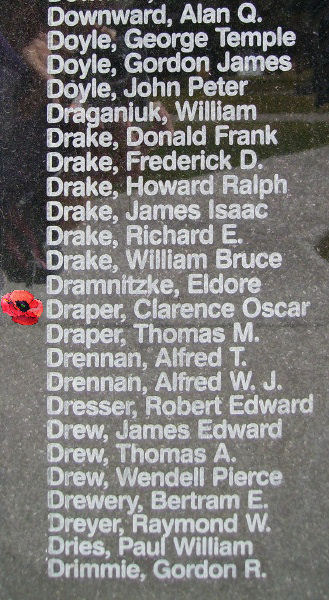 Downward, Alan Q.
Doyle, George Temple
Doyle, Gordon James
Doyle, John Peter
Draganiuk, William
Drake, Donald Frank
Drake, Frederick D.
Drake, Howard Ralph
Drake, James Isaac
Drake, Richard E.
Drake, William Bruce
Dramnitzke, Eldore
Draper, Clarence Oscar
Draper, Thomas M.
Drennan, Alfred T.
Drennan, Alfred W. J.
Dresser, Robert Edward
Drew, James Edward
Drew, Thomas A.
Drew, Wendell Pierce
Drewery, Bertram E.
Dreyer, Raymond W.
Dries, Paul William
Drimmie, Gordon R.